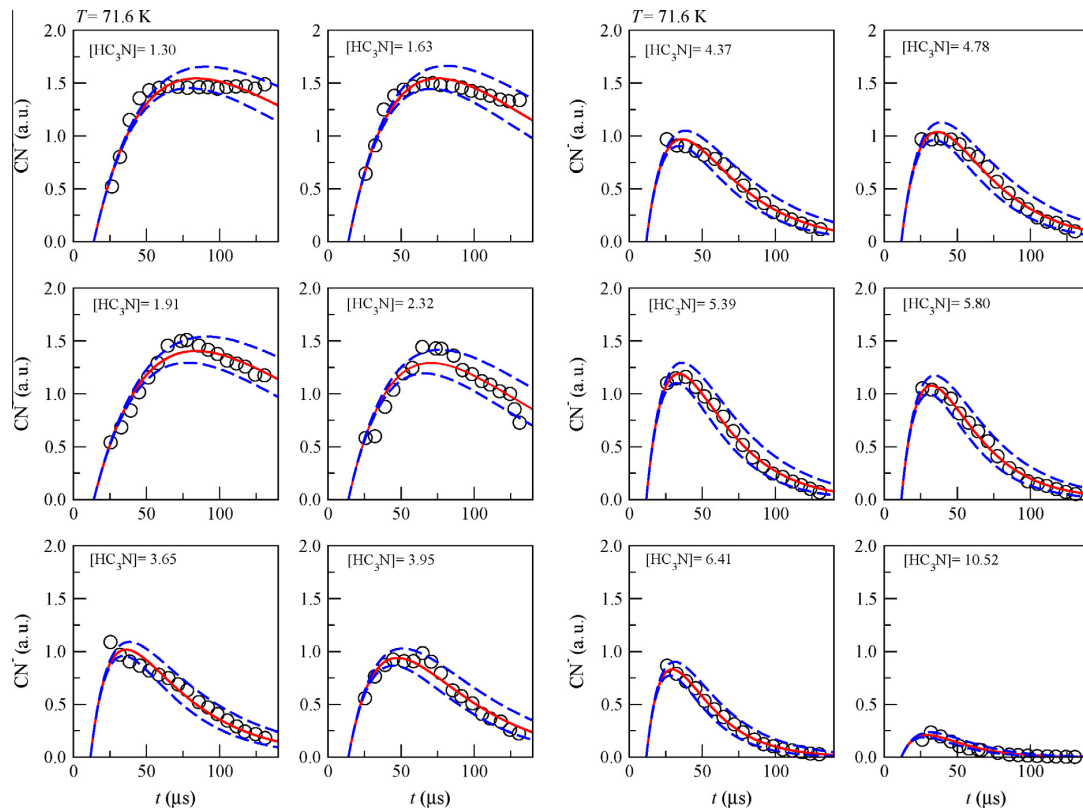 T = 71.6 K
T = 71.6 K
2.0
[HC3N]= 1.30
1.5
1.0
0.5
0.0
0 50 100
CN- (a.u.)
2.0
[HC3N]= 1.63
1.5
1.0
0.5
0
0 50 100
2.0
[HC3N]= 4.37
1.5
1.0
0.5
0.0
0 50 100
CN- (a.u.)
2
[HC3N]= 4.78
1.5
1
0.5
0.0
0 50 100
2.0
[HC3N]= 1.91
1.5
1.0
0.5
0.0
0 50 100
CN- (a.u.)
2.0
[HC3N]= 2.32
1.5
1.0
0.5
0.0
0 50 100
2.0
[HC3N]= 5.39
1.5
1.0
0.5
0.0
0 50 100
CN- (a.u.)
2.0
[HC3N]= 5.80
1.5
1.0
0.5
0.0
0 50 100
2.0
[HC3N]= 3.65
1.5
1.0
0.5
0.0
0 50 100
CN- (a.u.)
t (μs)
2.0
[HC3N]= 3.95
1.5
1.0
0.5
0.0
0 50 100
t (μs)
2.0
[HC3N]= 6.41
1.5
1.0
0.5
0.0
0 50 100
CN- (a.u.)
t (μs)
2.0
[HC3N]= 10.52
1.5
1.0
0.5
0.0
0 50 100
t (μs)